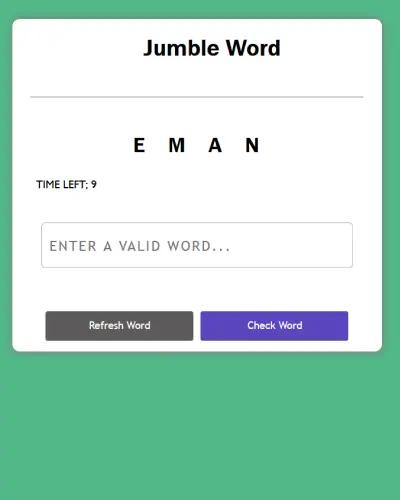 Jumble Word
E M A N
TIME LEFT; 9
ENTER A VALID WORD...
Refresh Word Check Word